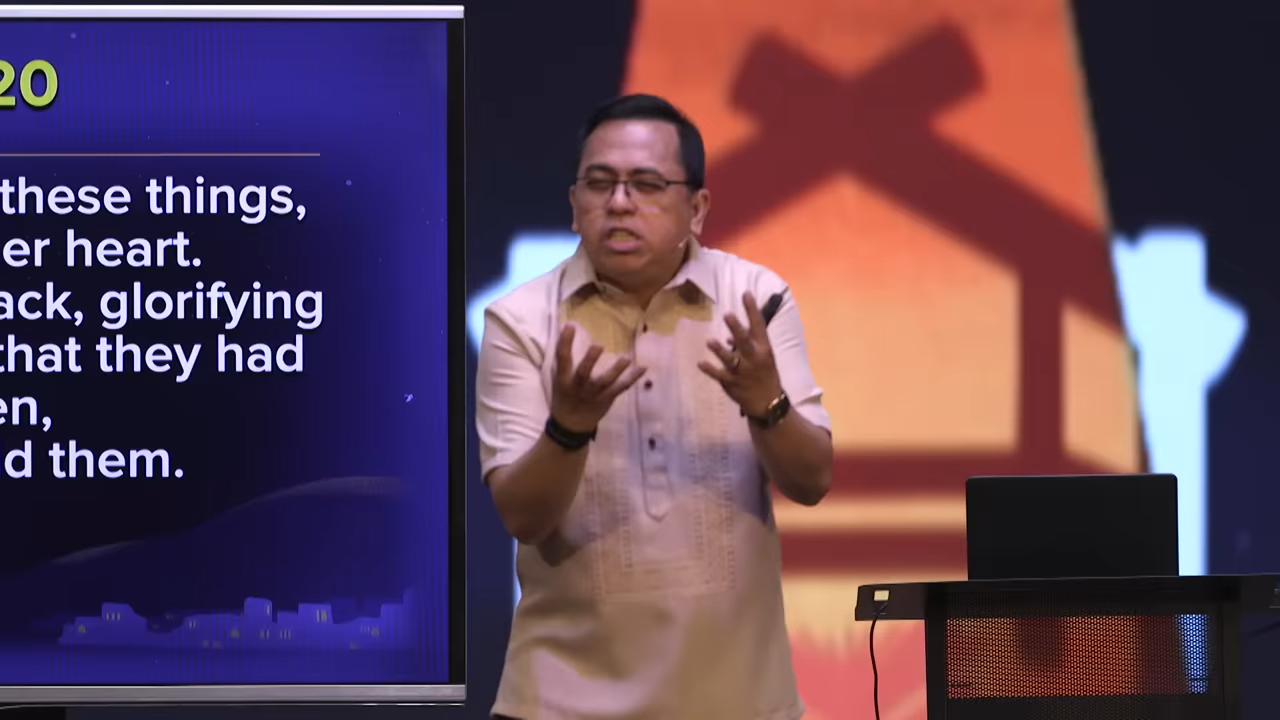 20
these things,
er heart.
ack, glorifying
that they had
en,
d them.